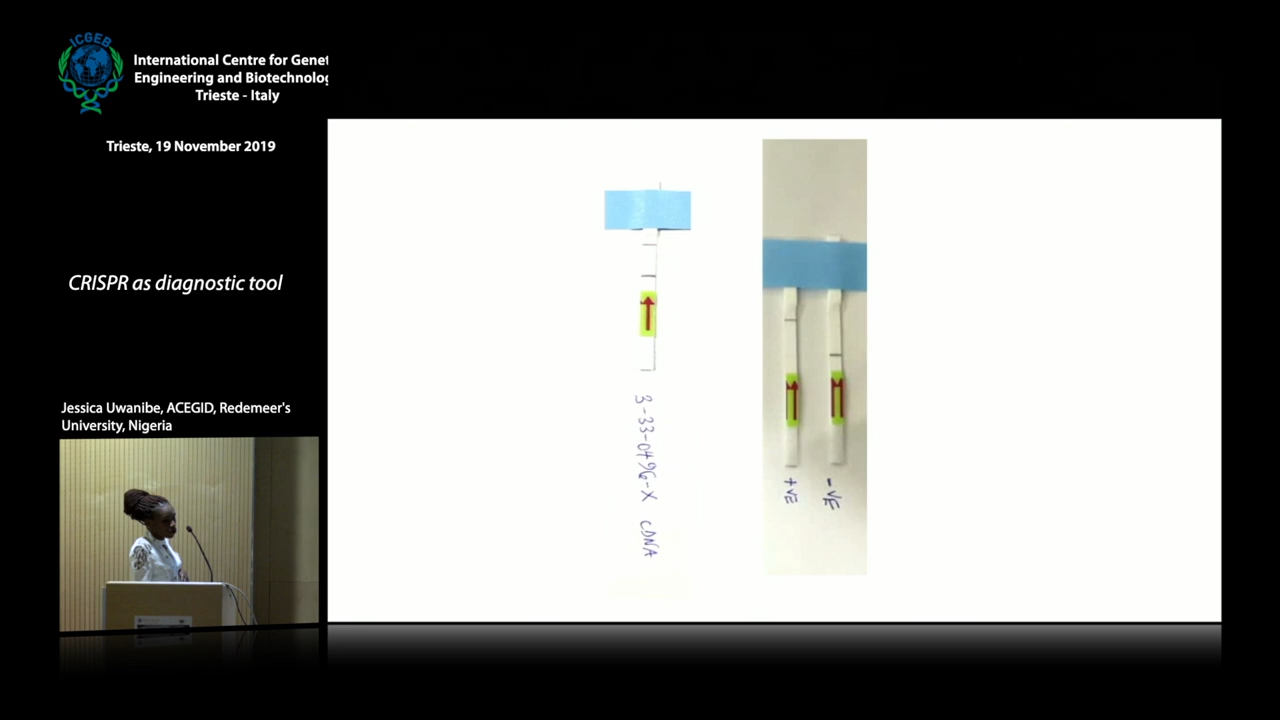 ICGEB
International Centre for Genet
Engineering and Biotechnolog
Trieste - Italy
Trieste, 19 November 2019
CRISPR as diagnostic tool
Jessica Uwanibe, ACEGID, Redemeer's
University, Nigeria
3-33-0496-X CDNA
+VE
-VE